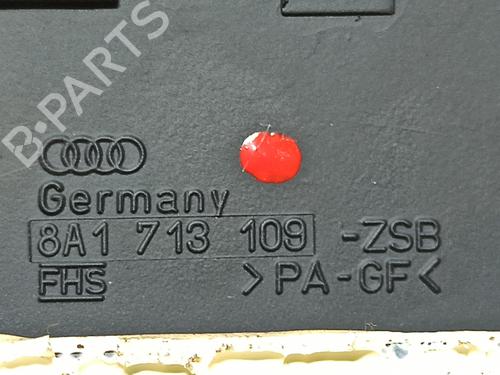 B-PARTS
Germany
8A1 713 109 -ZSB
FHS >PA-GF<